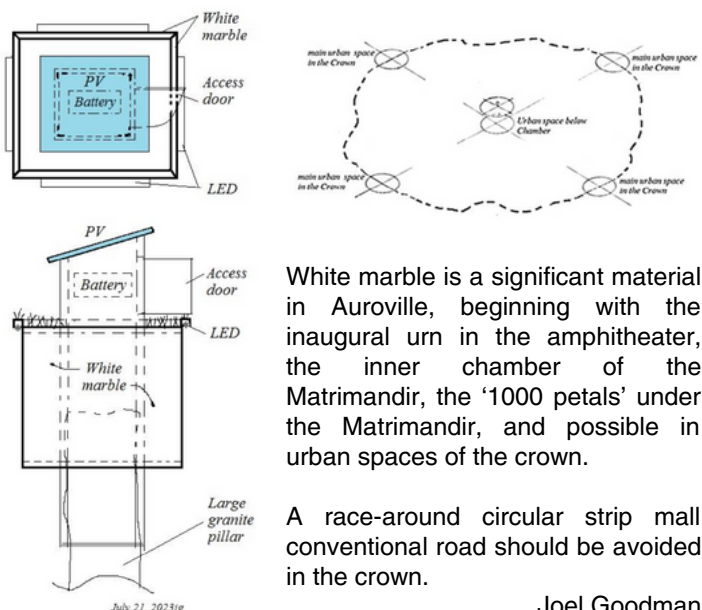 White
marble
PV
Battery
Access
door
LED
main urban space
in the Crown
main urban space
in the Crown
Urban space below
Chamber
main urban space
in the Crown
main urban space
in the Crown
PV
Battery
Access
door
LED
White
marble
Large
granite
pillar
July 21, 2023jg
White marble is a significant material
in Auroville, beginning with the
inaugural urn in the amphitheater,
the inner chamber of the
Matrimandir, the ‘1000 petals’ under
the Matrimandir, and possible in
urban spaces of the crown.
A race-around circular strip mall
conventional road should be avoided
in the crown.
Joel Goodman